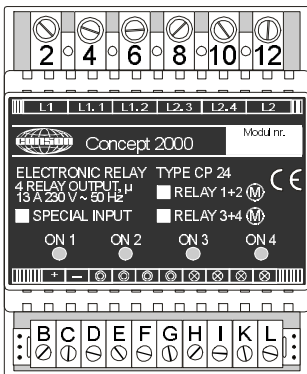 2 4 6 8 10 12
L1 L1.1 L1.2 L2.3 L2.4 L2
conson Concept 2000 Modul nr.
ELECTRONIC RELAY TYPE CP 24
4 RELAY OUTPUT, µ
13 A 230 V ~ 50 Hz
RELAY 1+2 M
SPECIAL INPUT RELAY 3+4 M
CE
ON 1 ON 2 ON 3 ON 4
+ –
B C D E F G H I K L